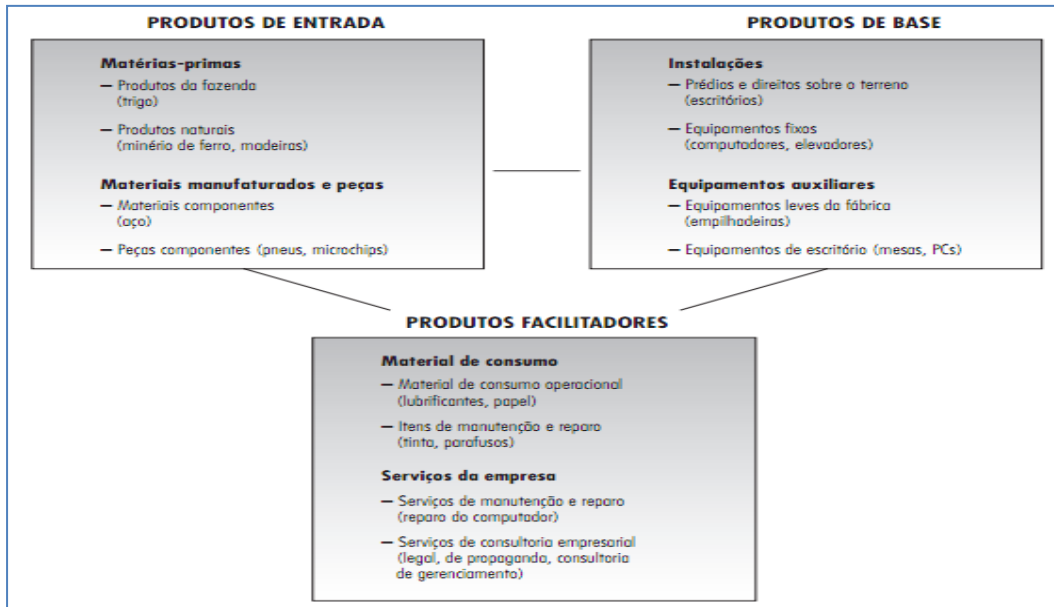 PRODUTOS DE ENTRADA
Matérias-primas
– Produtos da fazenda
(trigo)
– Produtos naturais
(minério de ferro, madeiras)
Materiais manufaturados e peças
– Materiais componentes
(aço)
– Peças componentes (pneus, microchips)
PRODUTOS DE BASE
Instalações
– Prédios e direitos sobre o terreno
(escritórios)
– Equipamentos fixos
(computadores, elevadores)
Equipamentos auxiliares
– Equipamentos leves da fábrica
(empilhadeiras)
– Equipamentos de escritório (mesas, PCs)
PRODUTOS FACILITADORES
Material de consumo
– Material de consumo operacional
(lubrificantes, papel)
– Itens de manutenção e reparo
(tinta, parafusos)
Serviços da empresa
– Serviços de manutenção e reparo
(reparo do computador)
– Serviços de consultoria empresarial
(legal, de propaganda, consultoria
de gerenciamento)